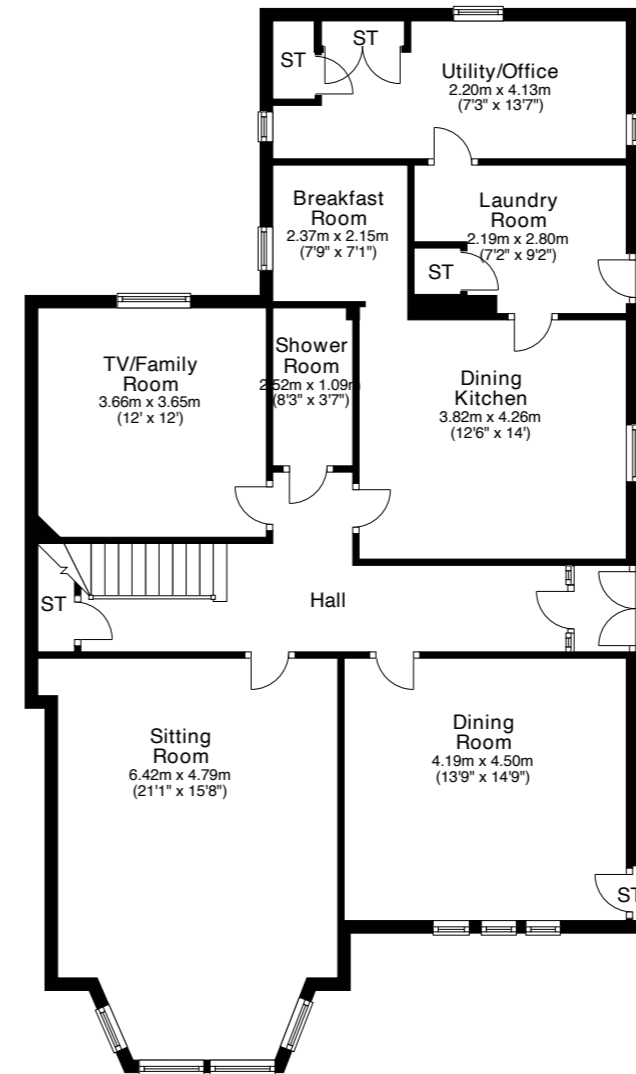 ST
ST
Utility/Office
2.20m x 4.13m
(7'3" x 13'7")
Breakfast
Room
2.37m x 2.15m
(7'9" x 7'1")
Laundry
Room
2.19m x 2.80m
(7'2" x 9'2")
ST
TV/Family
Room
3.66m x 3.65m
(12' x 12')
Shower
Room
2.52m x 1.09m
(8'3" x 3'7")
Dining
Kitchen
3.82m x 4.26m
(12'6" x 14')
ST
Hall
Sitting
Room
6.42m x 4.79m
(21'1" x 15'8")
Dining
Room
4.19m x 4.50m
(13'9" x 14'9")
ST